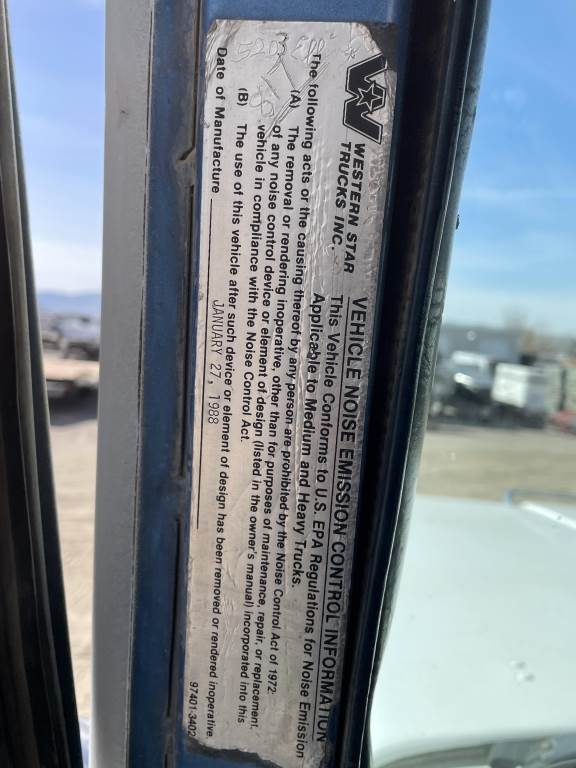 WESTERN STAR
TRUCKS INC.
VEHICLE NOISE EMISSION CONTROL INFORMATION
This Vehicle Conforms to U.S. EPA Regulations for Noise Emission
Applicable to Medium and Heavy Trucks.
The following acts or the causing thereof by any person are prohibited by the Noise Control Act of 1972:
(A) The removal or rendering inoperative, other than for purposes of maintenance, repair, or replacement,
of any noise control device or element of design (listed in the owner's manual) incorporated into this
vehicle in compliance with the Noise Control Act.
(B) The use of this vehicle after such device or element of design has been removed or rendered inoperative.
Date of Manufacture JANUARY 27, 1988
97401-3402